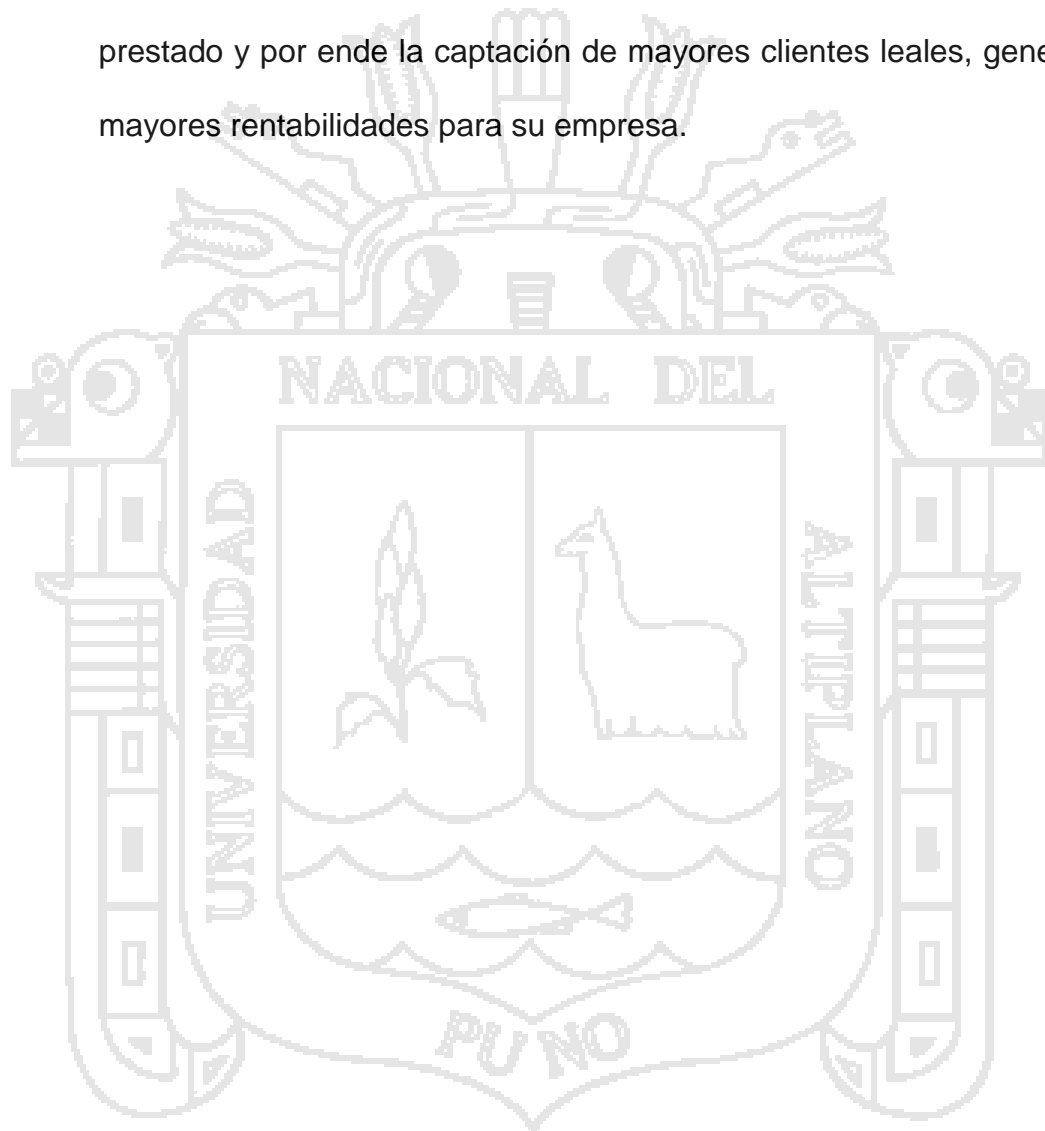 prestado y por ende la captación de mayores clientes leales, gene
mayores rentabilidades para su empresa.
NACIONAL DEL
UNIVERSIDAD
ALTIPLANO
PUNO